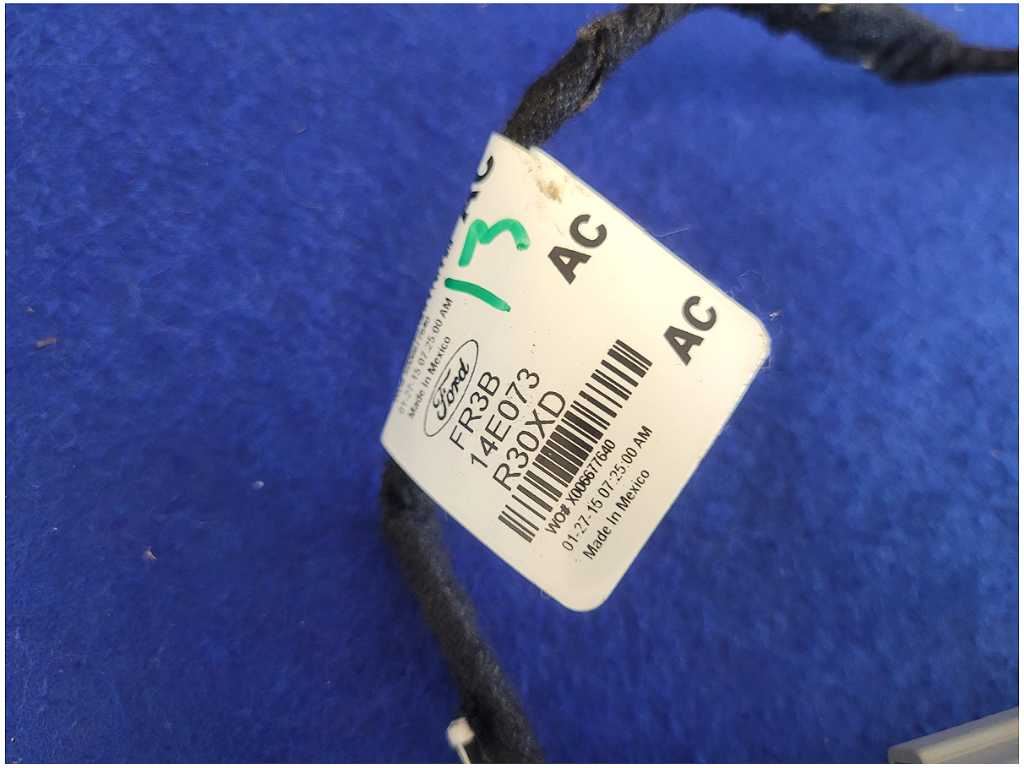 13
AC
AC
Ford
FR3B
14E073
R30XD
WO# X006677640
01-27-15 07:25:00 AM
Made In Mexico
01-27-15 07:25:00 AM
Made In Mexico